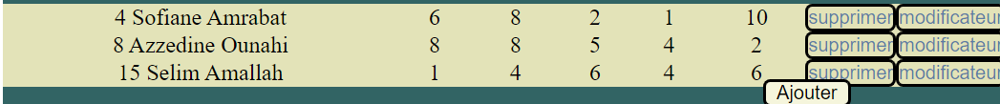 4 Sofiane Amrabat 6 8 2 1 10 supprimer modificateur
8 Azzedine Ounahi 8 8 5 4 2 supprimer modificateur
15 Selim Amallah 1 4 6 4 6 supprimer modificateur
Ajouter